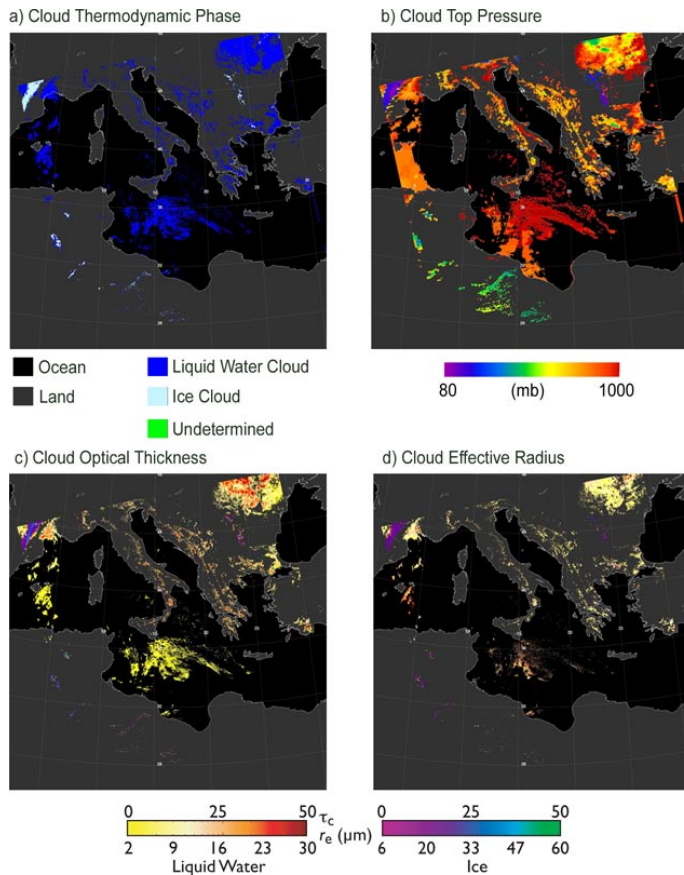 a) Cloud Thermodynamic Phase
b) Cloud Top Pressure
Ocean
Liquid Water Cloud
Land
Ice Cloud
Undetermined
80 (mb) 1000
c) Cloud Optical Thickness
d) Cloud Effective Radius
0 25 50 τc 0 25 50
2 9 16 23 30 re (μm) 6 20 33 47 60
Liquid Water
Ice